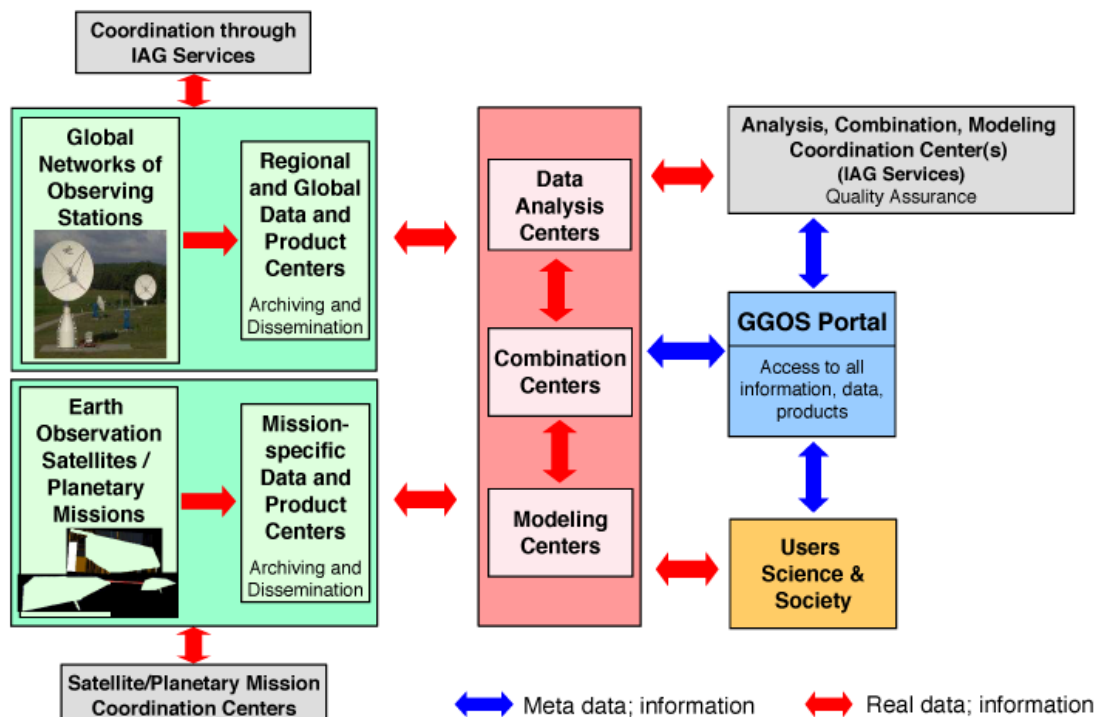 Coordination through
IAG Services
Global
Networks of
Observing
Stations
Regional
and Global
Data and
Product
Centers
Archiving and
Dissemination
Earth
Observation
Satellites /
Planetary
Missions
Mission-
specific
Data and
Product
Centers
Archiving and
Dissemination
Satellite/Planetary Mission
Coordination Centers
Data
Analysis
Centers
Combination
Centers
Modeling
Centers
Analysis, Combination, Modeling
Coordination Center(s)
(IAG Services)
Quality Assurance
GGOS Portal
Access to all
information, data,
products
Users
Science &
Society
Meta data; information
Real data; information